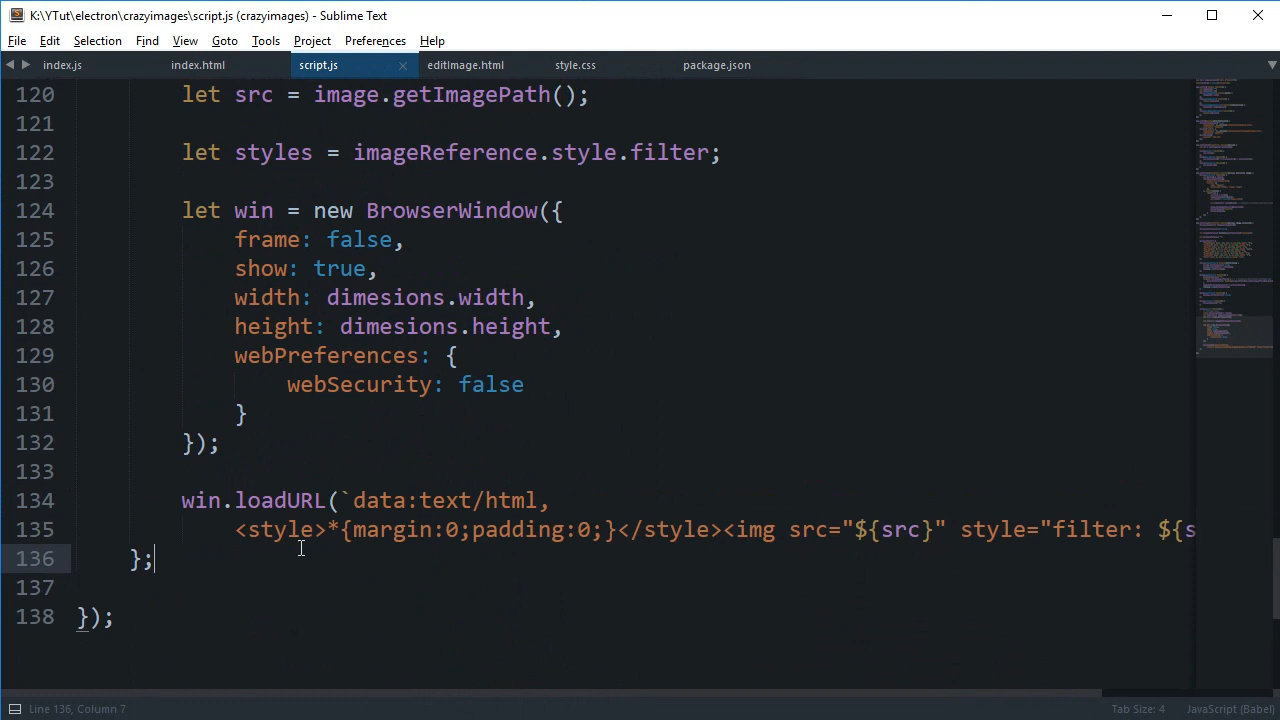 K:\YTut\electron\crazyimages\script.js (crazyimages) - Sublime Text
File Edit Selection Find View Goto Tools Project Preferences Help
index.js index.html script.js editImage.html style.css package.json
120 let src = image.getImagePath();
121
122 let styles = imageReference.style.filter;
123
124 let win = new BrowserWindow({
125 frame: false,
126 show: true,
127 width: dimesions.width,
128 height: dimesions.height,
129 webPreferences: {
130 webSecurity: false
131 }
132 });
133
134 win.loadURL(`data:text/html,
135 <style>*{margin:0;padding:0;}</style><img src="${src}" style="filter: ${s
136 };
137
138 });
Line 136, Column 7 Tab Size: 4 JavaScript (Babel)